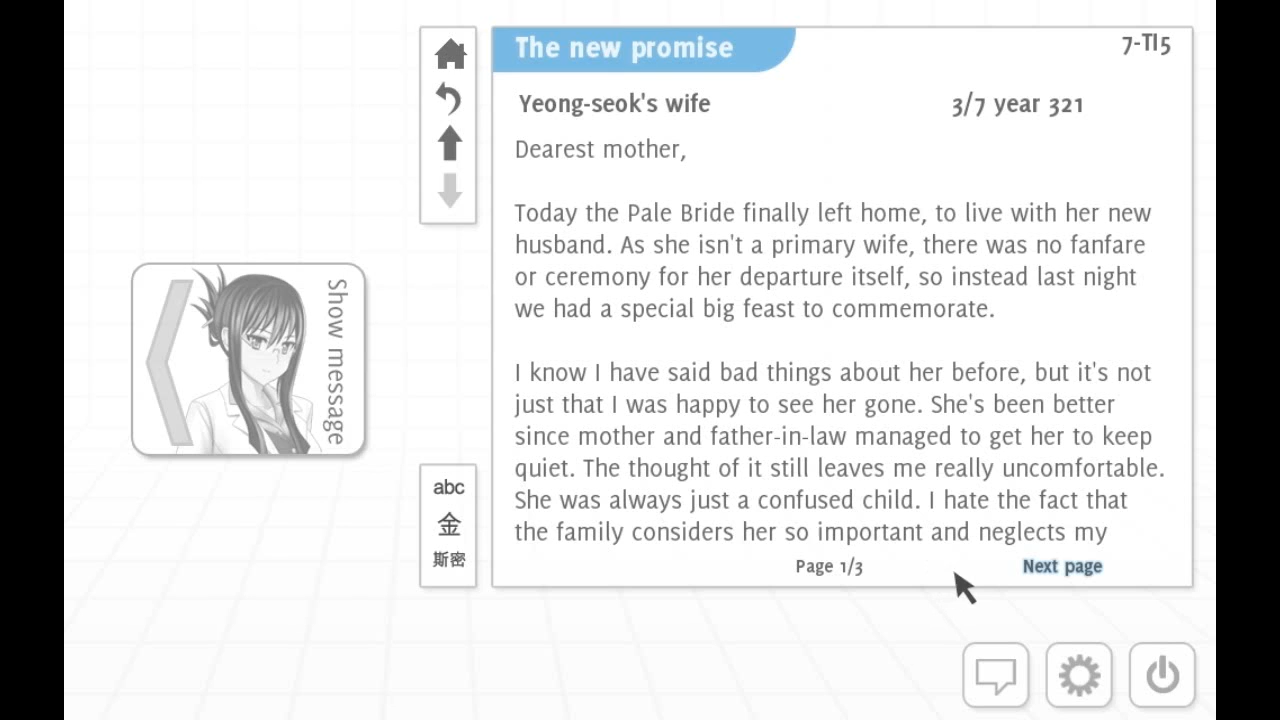 The new promise
7-TI5
Yeong-seok's wife
3/7 year 321
Dearest mother,
Today the Pale Bride finally left home, to live with her new
husband. As she isn't a primary wife, there was no fanfare
or ceremony for her departure itself, so instead last night
we had a special big feast to commemorate.
I know I have said bad things about her before, but it's not
just that I was happy to see her gone. She's been better
since mother and father-in-law managed to get her to keep
quiet. The thought of it still leaves me really uncomfortable.
She was always just a confused child. I hate the fact that
the family considers her so important and neglects my
Page 1/3
Next page
Show message
abc
金
斯密